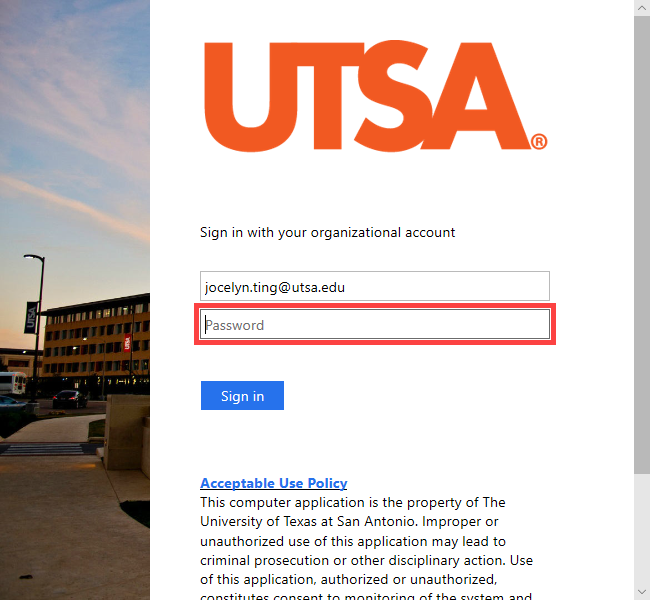 UTSA®
Sign in with your organizational account
jocelyn.ting@utsa.edu
Password
Sign in
UTSA
UTSA
Acceptable Use Policy
This computer application is the property of The
University of Texas at San Antonio. Improper or
unauthorized use of this application may lead to
criminal prosecution or other disciplinary action. Use
of this application, authorized or unauthorized,
constitutes consent to monitoring of the system and